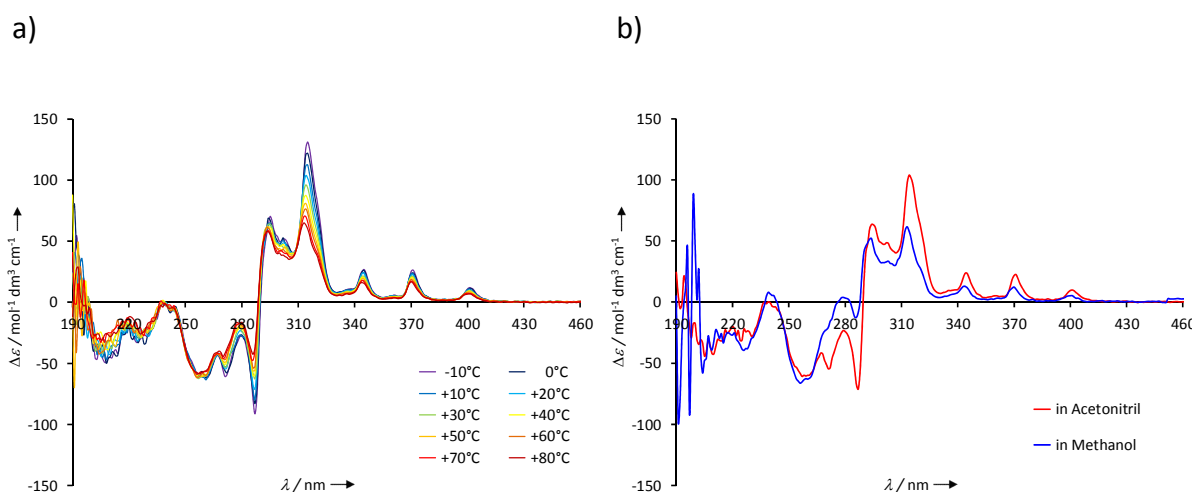 a)
b)
150
100
50
0
-50
-100
-150
190 220 250 280 310 340 370 400 430 460
Δε / mol⁻¹ dm³ cm⁻¹ →
λ / nm →
-10°C 0°C
+10°C +20°C
+30°C +40°C
+50°C +60°C
+70°C +80°C
150
100
50
0
-50
-100
-150
190 220 250 280 310 340 370 400 430 460
Δε / mol⁻¹ dm³ cm⁻¹ →
λ / nm →
in Acetonitril
in Methanol